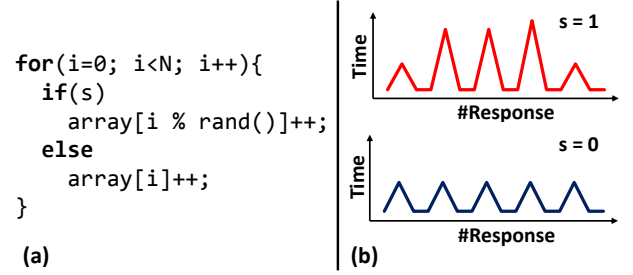 for(i=0; i<N; i++){
  if(s)
    array[i % rand()]++;
  else
    array[i]++;
}
(a)
Time
s = 1
#Response
Time
s = 0
#Response
(b)